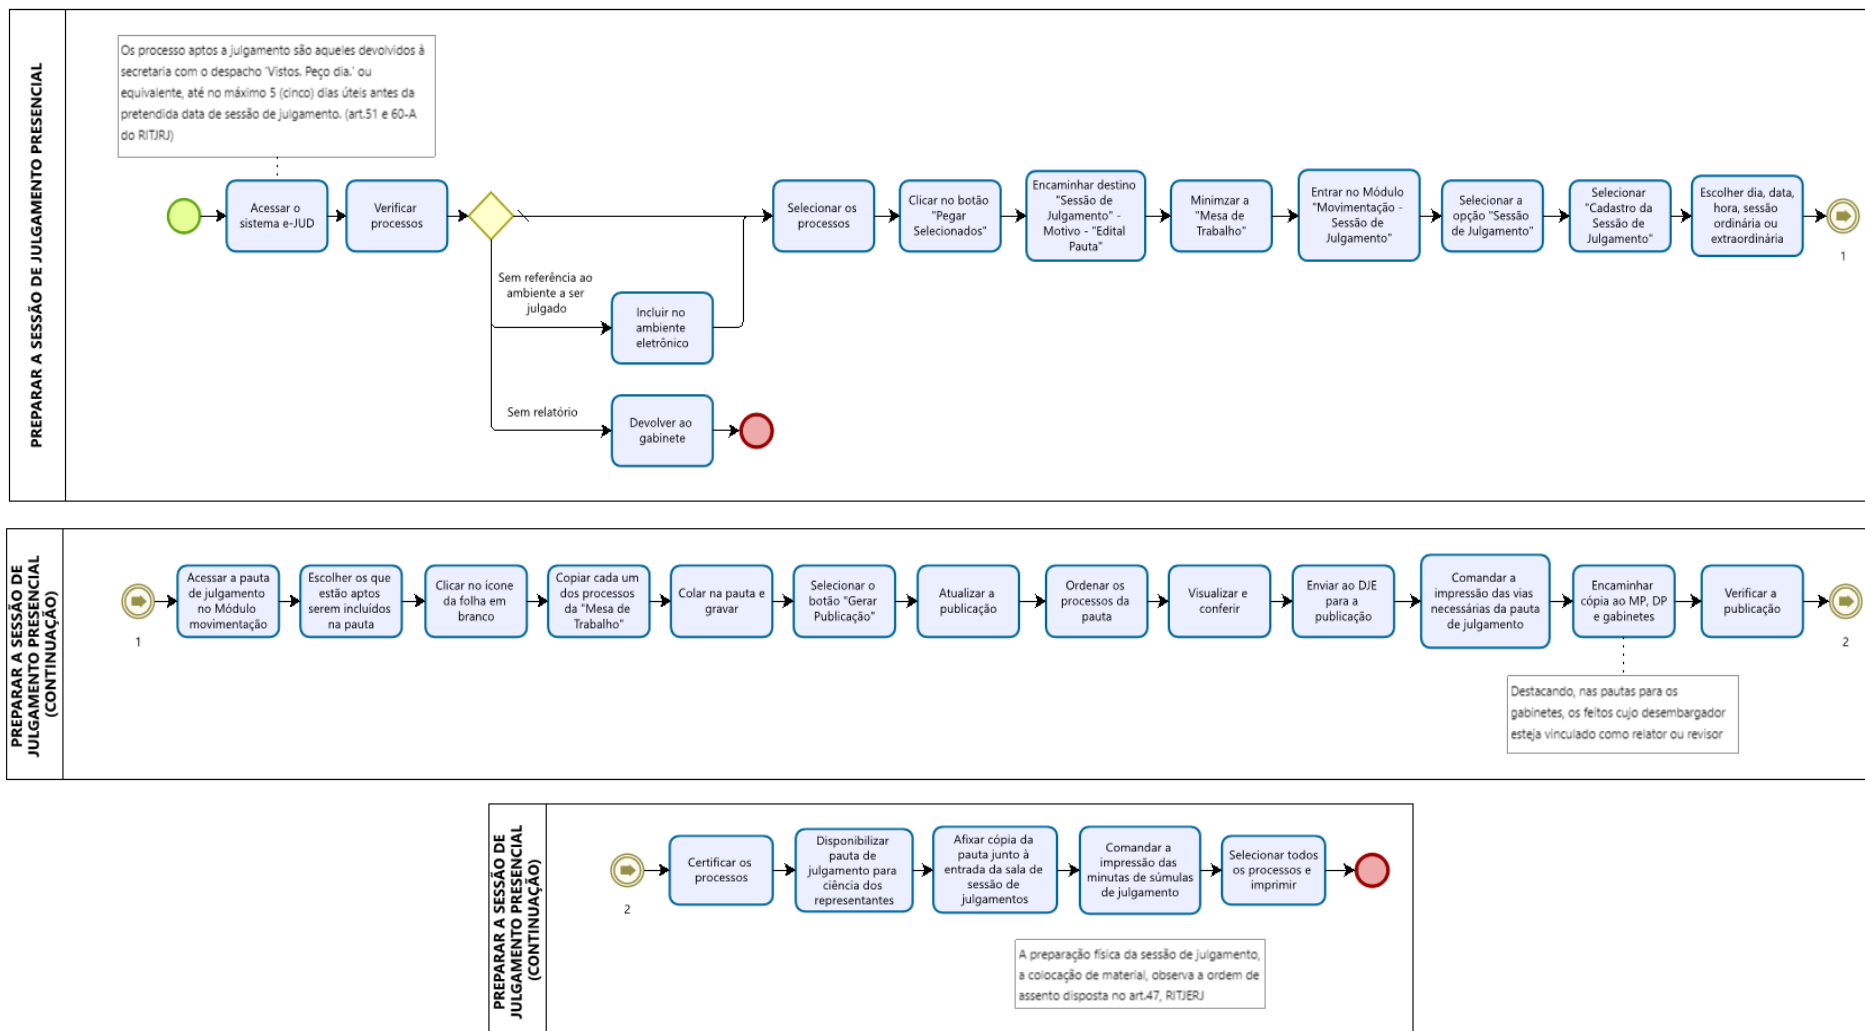 PREPARAR A SESSÃO DE JULGAMENTO PRESENCIAL
Os processo aptos a julgamento são aqueles devolvidos à
secretaria com o despacho 'Vistos. Peço dia.' ou
equivalente, até no máximo 5 (cinco) dias úteis antes da
pretendida data de sessão de julgamento. (art.51 e 60-A
do RITJRJ)
Acessar o
sistema e-JUD
Verificar
processos
Sem referência ao
ambiente a ser
julgado
Incluir no
ambiente
eletrônico
Sem relatório
Devolver ao
gabinete
Selecionar os
processos
Clicar no botão
"Pegar
Selecionados"
Encaminhar destino
"Sessão de
Julgamento" -
Motivo - "Edital
Pauta"
Minimzar a
"Mesa de
Trabalho"
Entrar no Módulo
"Movimentação -
Sessão de
Julgamento"
Selecionar a
opção "Sessão
de Julgamento"
Selecionar
"Cadastro da
Sessão de
Julgamento"
Escolher dia, data,
hora, sessão
ordinária ou
extraordinária
1
PREPARAR A SESSÃO DE
JULGAMENTO PRESENCIAL
(CONTINUAÇÃO)
1
Acessar a pauta
de julgamento
no Módulo
movimentação
Escolher os que
estão aptos
serem incluídos
na pauta
Clicar no ícone
da folha em
branco
Copiar cada um
dos processos
da "Mesa de
Trabalho"
Colar na pauta e
gravar
Selecionar o
botão "Gerar
Publicação"
Atualizar a
publicação
Ordenar os
processos da
pauta
Visualizar e
conferir
Enviar ao DJE
para a
publicação
Comandar a
impressão das vias
necessárias da pauta
de julgamento
Encaminhar
cópia ao MP, DP
e gabinetes
Verificar a
publicação
2
Destacando, nas pautas para os
gabinetes, os feitos cujo desembargador
esteja vinculado como relator ou revisor
PREPARAR A SESSÃO DE
JULGAMENTO PRESENCIAL
(CONTINUAÇÃO)
2
Certificar os
processos
Disponibilizar
pauta de
julgamento para
ciência dos
representantes
Afixar cópia da
pauta junto à
entrada da sala de
sessão de
julgamentos
Comandar a
impressão das
minutas de súmulas
de julgamento
Selecionar todos
os processos e
imprimir
A preparação física da sessão de julgamento,
a colocação de material, observa a ordem de
assento disposta no art.47, RITJERJ